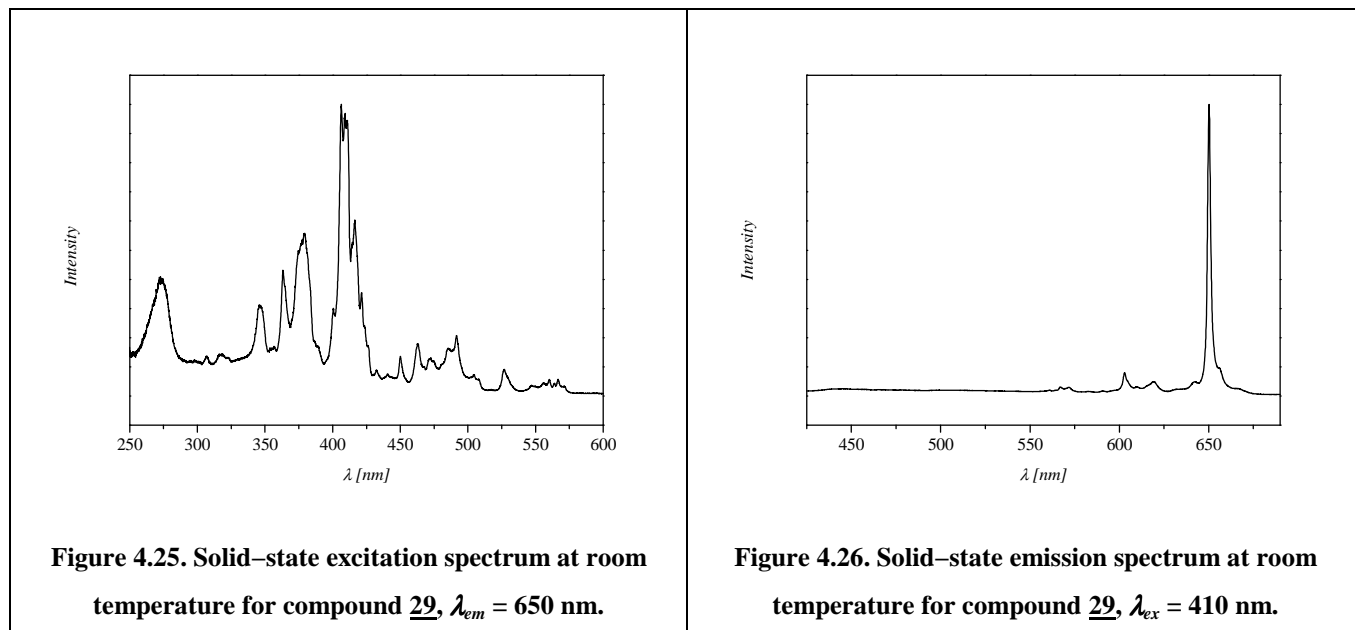 Intensity
250 300 350 400 450 500 550 600
λ [nm]
Figure 4.25. Solid–state excitation spectrum at room
temperature for compound 29, λem = 650 nm.
Intensity
450 500 550 600 650
λ [nm]
Figure 4.26. Solid–state emission spectrum at room
temperature for compound 29, λex = 410 nm.